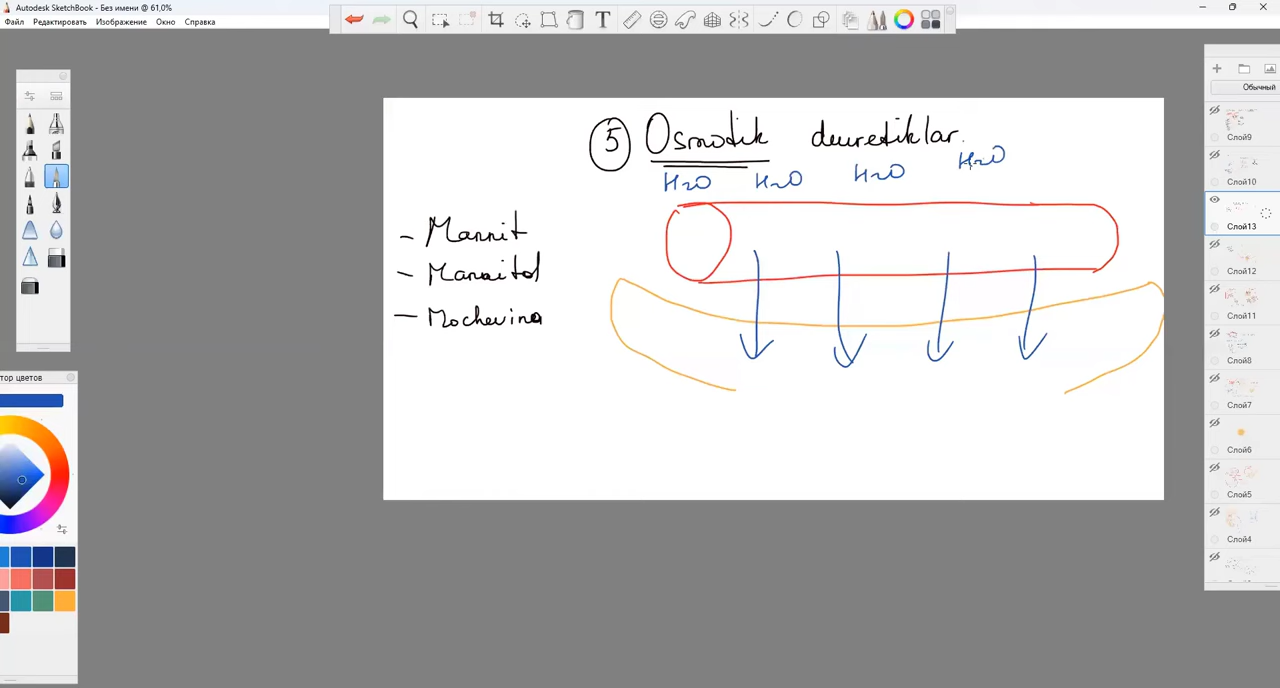 Autodesk SketchBook - Без имени @ 61,0%
Файл Редактировать Изображение Окно Справка
тор цветов
Обычный
Слой9
Слой10
Слой13
Слой12
Слой11
Слой8
Слой7
Слой6
Слой5
Слой4
5 Osmotik deuretiklar.
H2O H2O H2O H2O
- Mannit
- Mannitol
- Mochevina